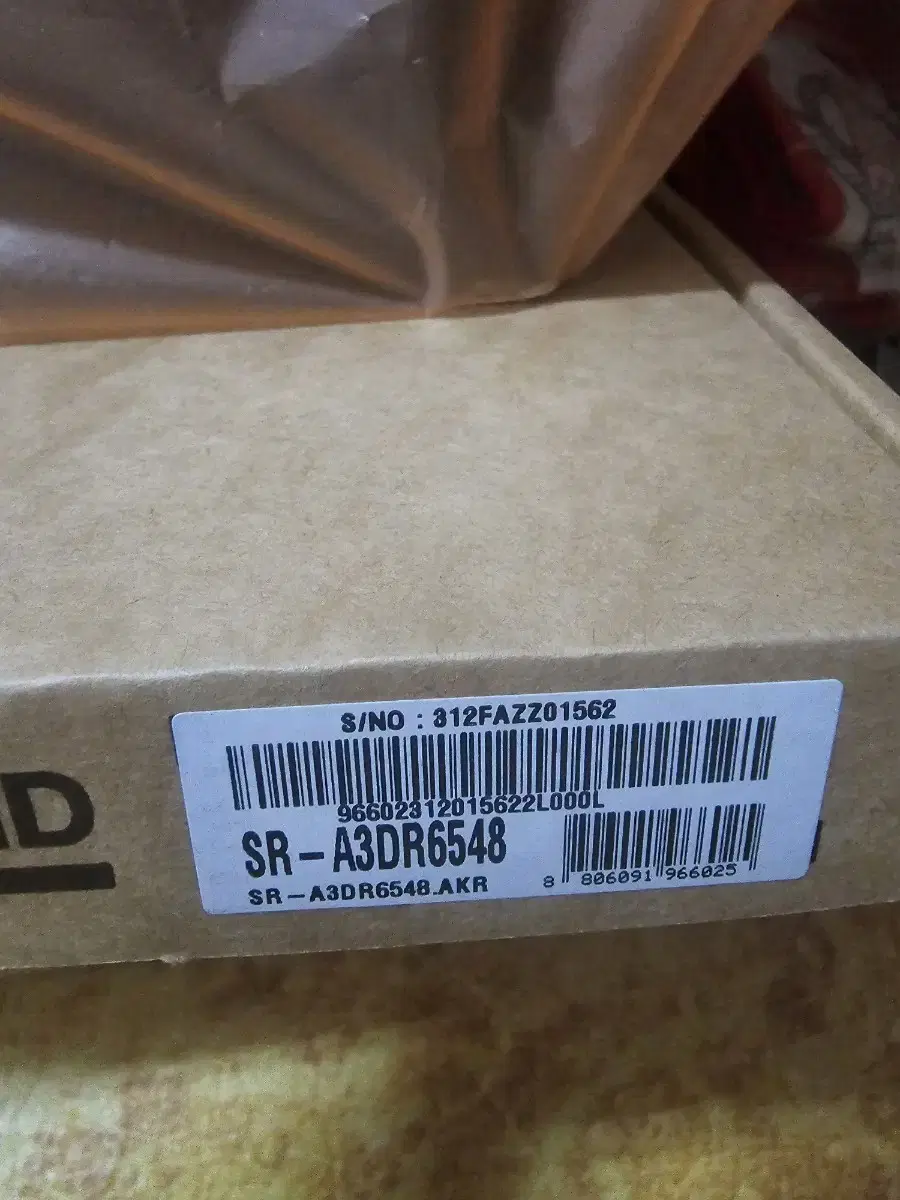 S/NO : 312FAZZ01562
96602312015622L000L
SR-A3DR6548
SR-A3DR6548.AKR
8 806091 966025